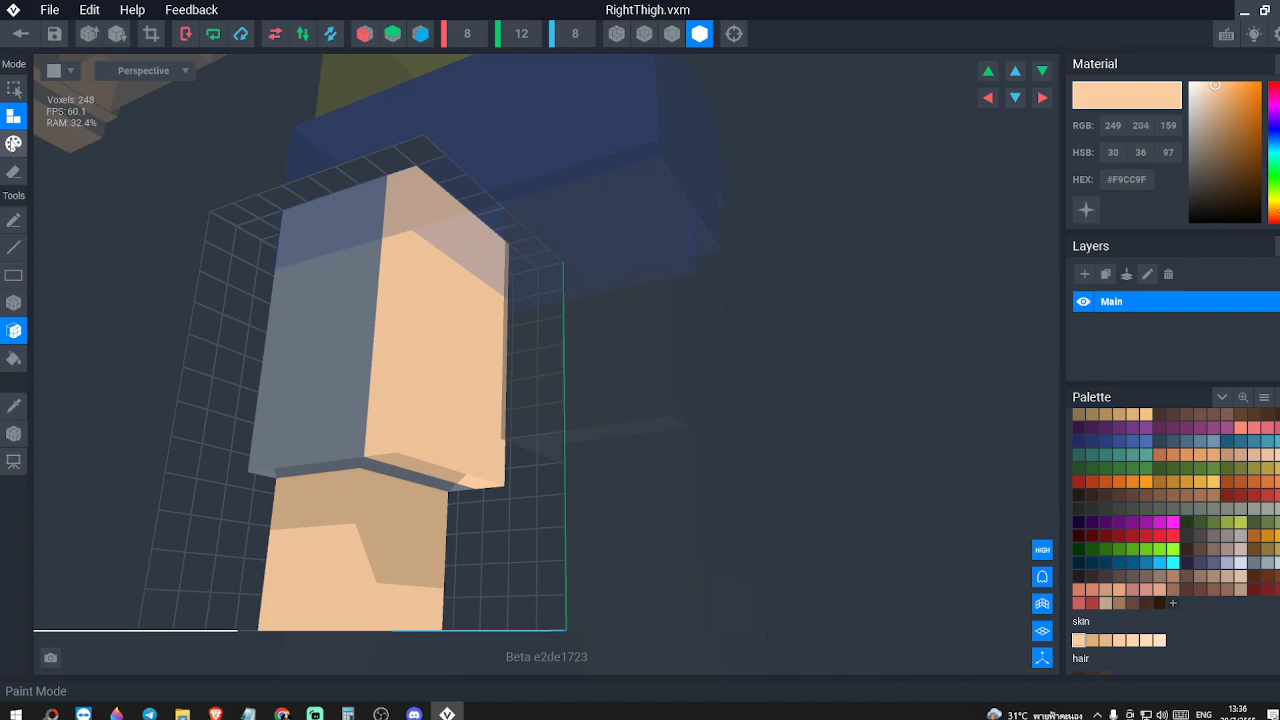 File Edit Help Feedback
RightThigh.vxm
8 12 8
Mode
Perspective
Voxels: 248
FPS: 60.1
RAM: 32.4%
Tools
Material
RGB: 249 204 159
HSB: 30 36 97
HEX: #F9CC9F
Layers
Main
Palette
HIGH
skin
hair
Beta e2de1723
Paint Mode
31°C
13:36